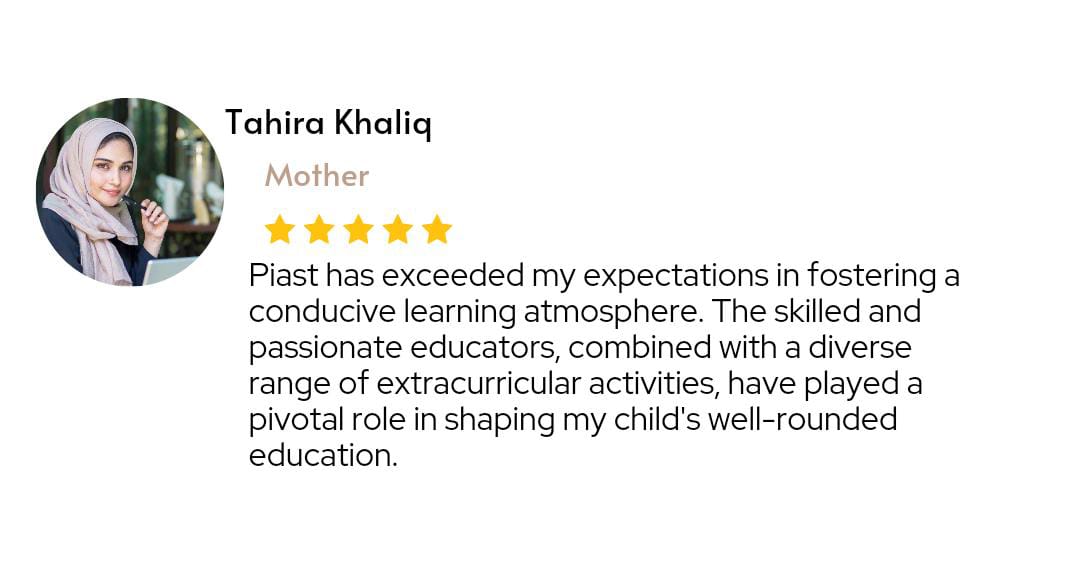 Tahira Khaliq
Mother
Piast has exceeded my expectations in fostering a
conducive learning atmosphere. The skilled and
passionate educators, combined with a diverse
range of extracurricular activities, have played a
pivotal role in shaping my child's well-rounded
education.